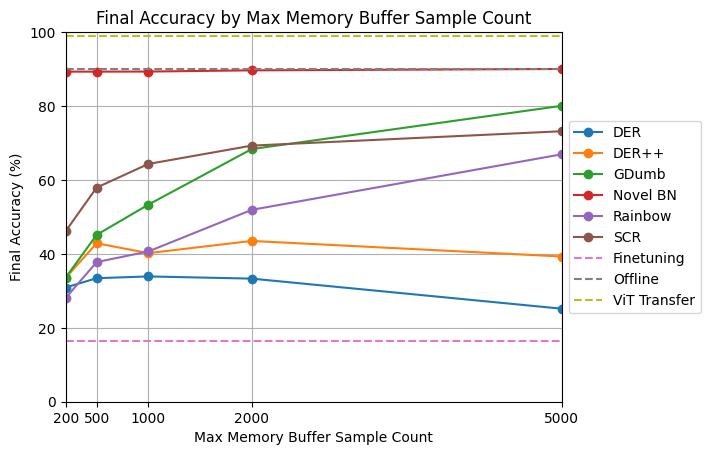 Final Accuracy by Max Memory Buffer Sample Count
100
80
60
40
20
0
Final Accuracy (%)
200 500 1000 2000 5000
Max Memory Buffer Sample Count
DER
DER++
GDumb
Novel BN
Rainbow
SCR
Finetuning
Offline
ViT Transfer